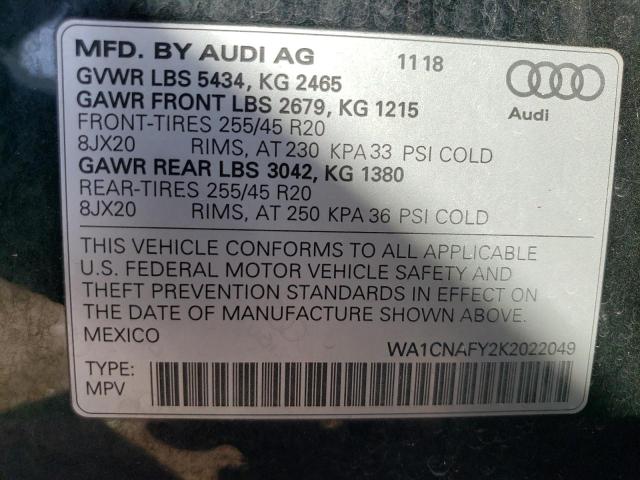 MFD. BY AUDI AG 11 18
GVWR LBS 5434, KG 2465
GAWR FRONT LBS 2679, KG 1215
FRONT-TIRES 255/45 R20
8JX20 RIMS, AT 230 KPA 33 PSI COLD
GAWR REAR LBS 3042, KG 1380
REAR-TIRES 255/45 R20
8JX20 RIMS, AT 250 KPA 36 PSI COLD
Audi
THIS VEHICLE CONFORMS TO ALL APPLICABLE
U.S. FEDERAL MOTOR VEHICLE SAFETY AND
THEFT PREVENTION STANDARDS IN EFFECT ON
THE DATE OF MANUFACTURE SHOWN ABOVE.
MEXICO
WA1CNAFY2K2022049
TYPE:
MPV